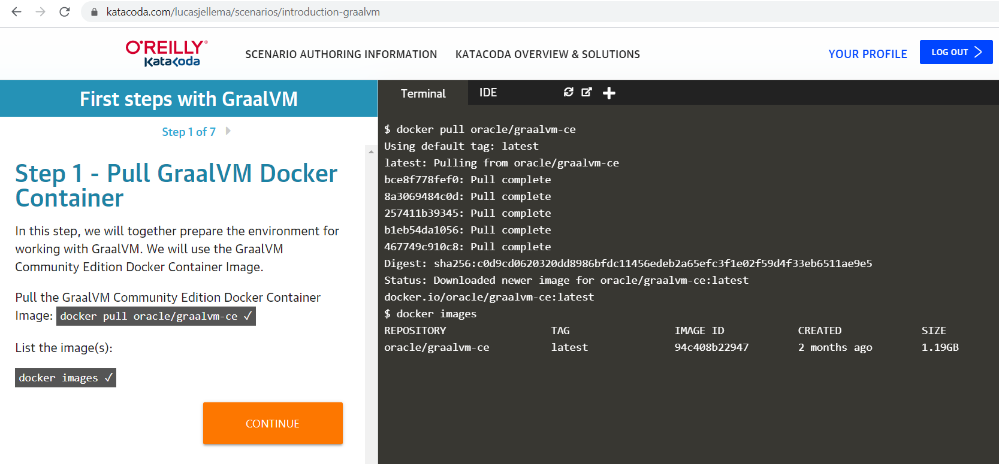 katacoda.com/lucasjellema/scenarios/introduction-graalvm
O'REILLY®
Katacoda
SCENARIO AUTHORING INFORMATION
KATACODA OVERVIEW & SOLUTIONS
YOUR PROFILE
LOG OUT
First steps with GraalVM
Step 1 of 7
Step 1 - Pull GraalVM Docker
Container
In this step, we will together prepare the environment for
working with GraalVM. We will use the GraalVM
Community Edition Docker Container Image.
Pull the GraalVM Community Edition Docker Container
Image: docker pull oracle/graalvm-ce ✓
List the image(s):
docker images ✓
CONTINUE
Terminal
IDE
$ docker pull oracle/graalvm-ce
Using default tag: latest
latest: Pulling from oracle/graalvm-ce
bce8f778fef0: Pull complete
8a3069484c0d: Pull complete
257411b39345: Pull complete
b1eb54da1056: Pull complete
467749c910c8: Pull complete
Digest: sha256:c0d9cd0620320dd8986bfdc11456edeb2a65efc3f1e02f59d4f33eb6511ae9e5
Status: Downloaded newer image for oracle/graalvm-ce:latest
docker.io/oracle/graalvm-ce:latest
$ docker images
REPOSITORY TAG IMAGE ID CREATED SIZE
oracle/graalvm-ce latest 94c408b22947 2 months ago 1.19GB